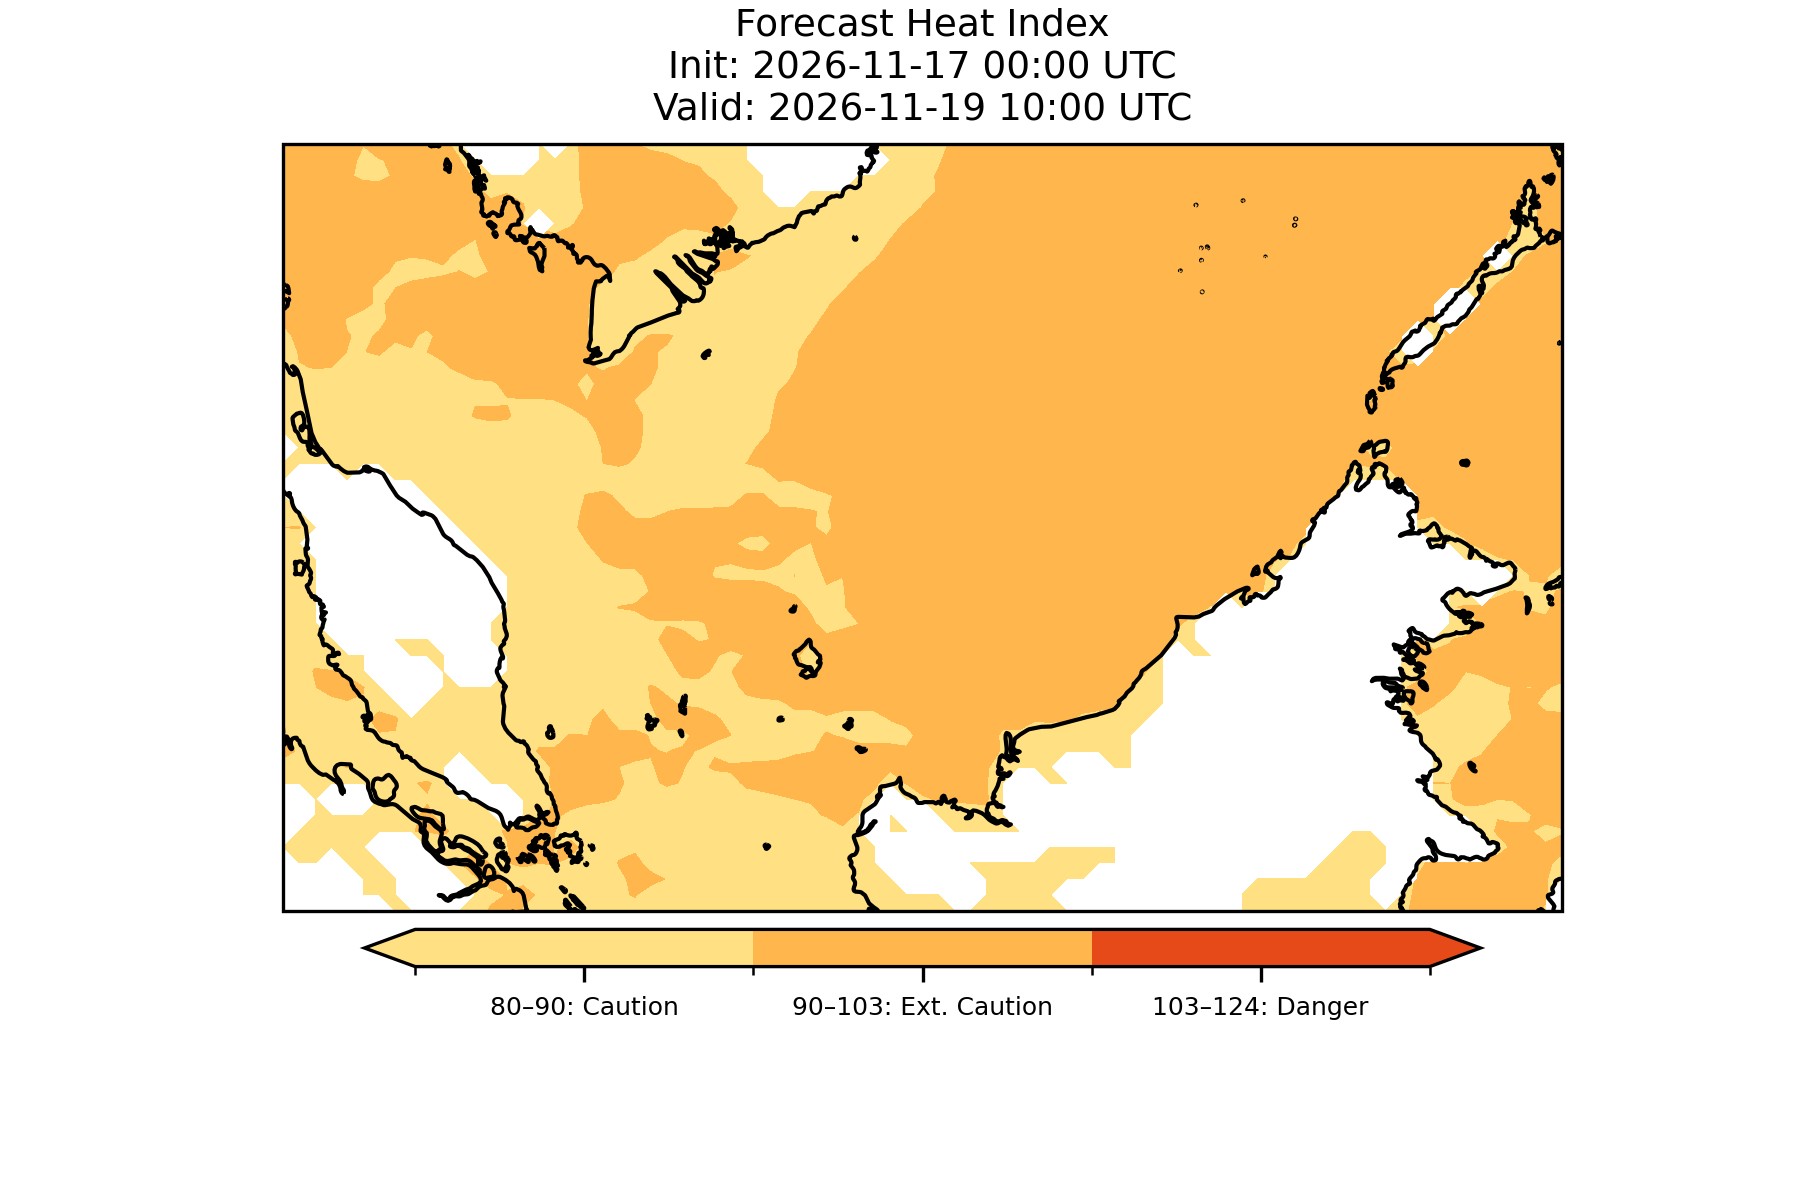 Forecast Heat Index
Init: 2026-11-17 00:00 UTC
Valid: 2026-11-19 10:00 UTC
80–90: Caution
90–103: Ext. Caution
103–124: Danger